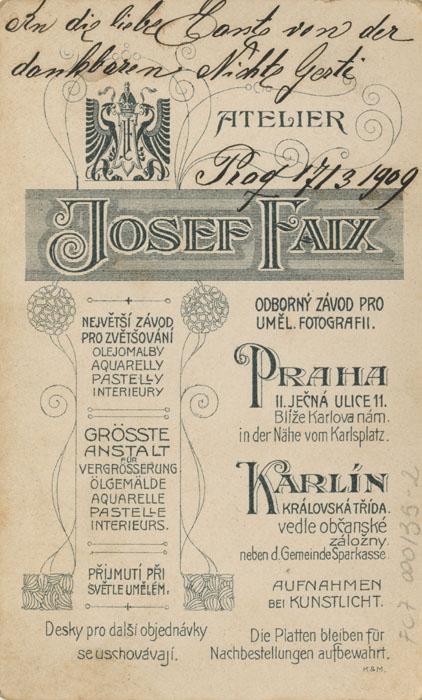 An die liebe Tante von der
dankbaren Nichte Gerti
ATELIER
Prag 17/3 1909
JOSEF FAIX
NEJVĚTŠÍ ZÁVOD
PRO ZVĚTŠOVÁNÍ
OLEJOMALBY
AQUARELLY
PASTELLY
INTERIEURY
GRÖSSTE
ANSTALT
FÜR
VERGRÖSSERUNG
ÖLGEMÄLDE
AQUARELLE
PASTELLE
INTERIEURS.
PŘIJMUTÍ PŘI
SVĚTLE UMĚLÉM.
Desky pro další objednávky
se uschovávají.
ODBORNÝ ZÁVOD PRO
UMĚL. FOTOGRAFII.
PRAHA
II. JEČNÁ ULICE 11.
Blíže Karlova nám.
in der Nähe vom Karlsplatz.
KARLÍN
KRÁLOVSKÁ TŘÍDA.
vedle občanské
záložny.
neben d. Gemeinde Sparkasse.
AUFNAHMEN
BEI KUNSTLICHT.
Die Platten bleiben für
Nachbestellungen aufbewahrt.
K&M.